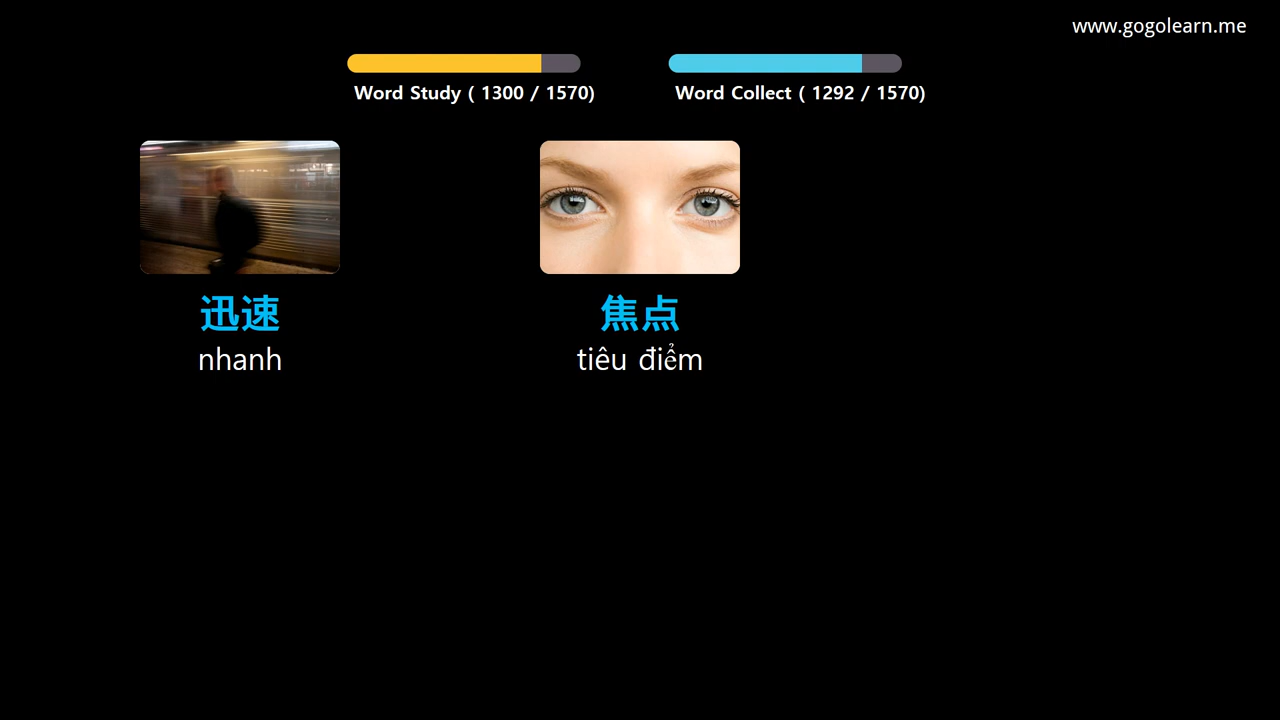 www.gogolearn.me
Word Study ( 1300 / 1570)
Word Collect ( 1292 / 1570)
迅速
nhanh
焦点
tiêu điểm